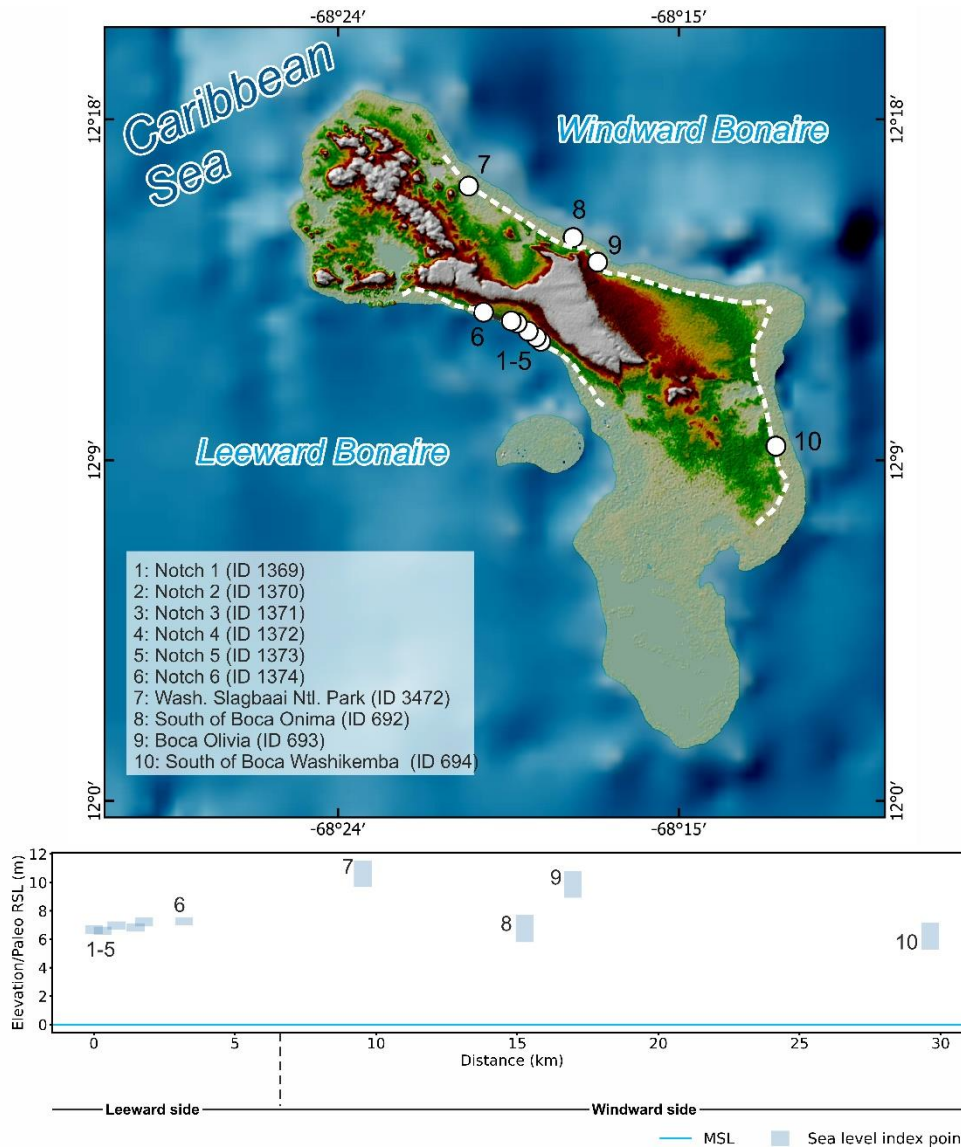 -68°24′ -68°15′
Caribbean
Sea
Windward Bonaire
12°18′ 12°18′
7
8
9
6
1-5
Leeward Bonaire
10
12°9′ 12°9′
1: Notch 1 (ID 1369)
2: Notch 2 (ID 1370)
3: Notch 3 (ID 1371)
4: Notch 4 (ID 1372)
5: Notch 5 (ID 1373)
6: Notch 6 (ID 1374)
7: Wash. Slagbaai Ntl. Park (ID 3472)
8: South of Boca Onima (ID 692)
9: Boca Olivia (ID 693)
10: South of Boca Washikemba (ID 694)
12°0′ 12°0′
-68°24′ -68°15′
Elevation/Paleo RSL (m)
12
10
8
6
4
2
0
7
9
6
8
1-5
10
0 5 10 15 20 25 30
Distance (km)
Leeward side Windward side
MSL Sea level index poin